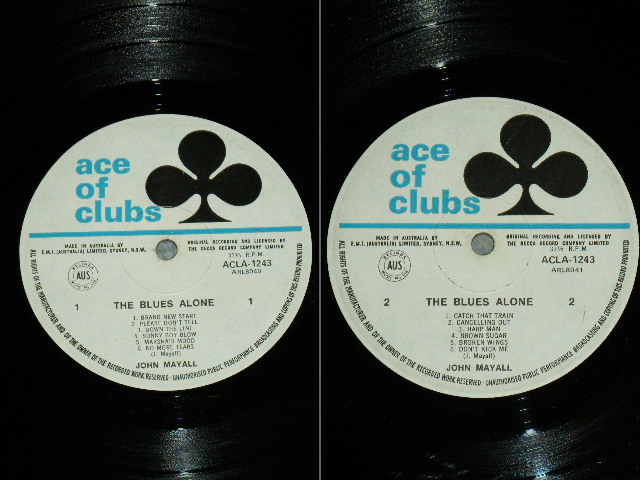 ace
of
clubs
MADE IN AUSTRALIA BY
E.M.I. (AUSTRALIA) LIMITED, SYDNEY, N.S.W.
ORIGINAL RECORDING AND LICENSED BY
THE DECCA RECORD COMPANY LIMITED
33⅓ R.P.M.
ACLA-1243
ARL8040
AUS
1
THE BLUES ALONE
1
1. BRAND NEW START
2. PLEASE DON'T TELL
3. DOWN THE LINE
4. SONNY BOY BLOW
5. MARSHA'S MOOD
6. NO MORE TEARS
(J. Mayall)
JOHN MAYALL
ALL RIGHTS OF THE MANUFACTURER AND OF THE OWNER OF THE RECORDED WORK RESERVED - UNAUTHORISED PUBLIC PERFORMANCE BROADCASTING AND COPYING OF THIS RECORD PROHIBITED
ace
of
clubs
MADE IN AUSTRALIA BY
E.M.I. (AUSTRALIA) LIMITED, SYDNEY, N.S.W.
ORIGINAL RECORDING AND LICENSED BY
THE DECCA RECORD COMPANY LIMITED
33⅓ R.P.M.
ACLA-1243
ARL8041
AUS
2
THE BLUES ALONE
2
1. CATCH THAT TRAIN
2. CANCELLING OUT
3. HARP MAN
4. BROWN SUGAR
5. BROKEN WINGS
6. DON'T KICK ME
(J. Mayall)
JOHN MAYALL
ALL RIGHTS OF THE MANUFACTURER AND OF THE OWNER OF THE RECORDED WORK RESERVED - UNAUTHORISED PUBLIC PERFORMANCE BROADCASTING AND COPYING OF THIS RECORD PROHIBITED